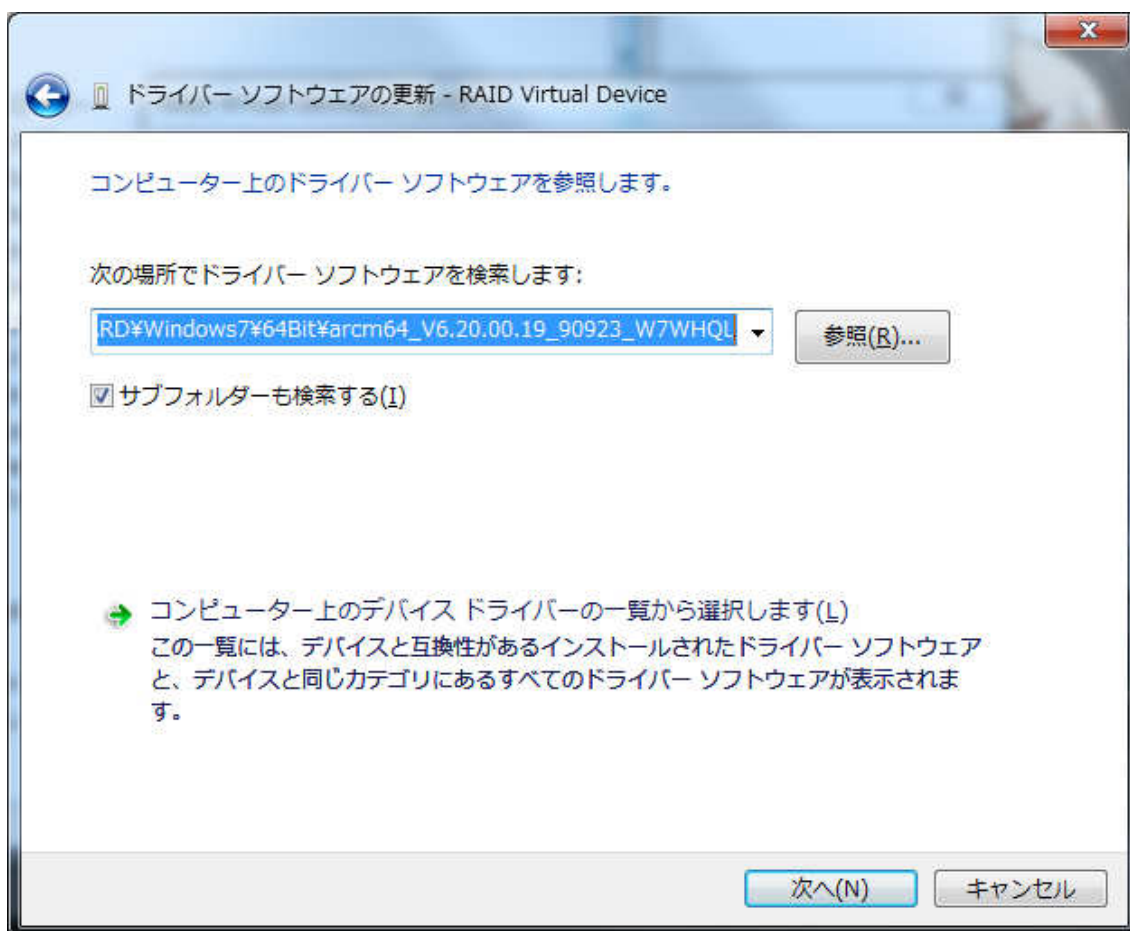 ドライバー ソフトウェアの更新 - RAID Virtual Device
コンピューター上のドライバー ソフトウェアを参照します。
次の場所でドライバー ソフトウェアを検索します:
RD¥Windows7¥64Bit¥arcm64_V6.20.00.19_90923_W7WHQL
参照(R)...
サブフォルダーも検索する(I)
コンピューター上のデバイス ドライバーの一覧から選択します(L)
この一覧には、デバイスと互換性があるインストールされたドライバー ソフトウェア
と、デバイスと同じカテゴリにあるすべてのドライバー ソフトウェアが表示されま
す。
次へ(N)
キャンセル